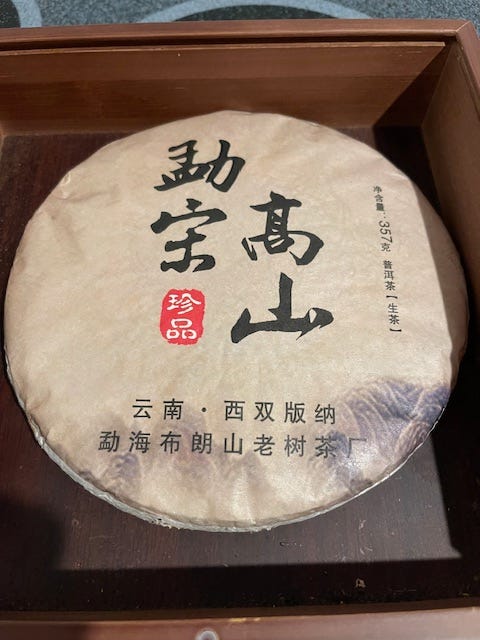 勐宋
高山
珍品
净含量：357克 普洱茶【生茶】
云南·西双版纳
勐海布朗山老树茶厂